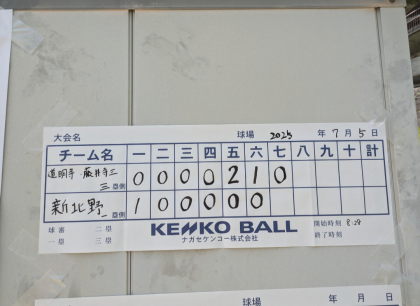 大会名 球場 2025 年 7 月 5 日
チーム名 一 二 三 四 五 六 七 八 九 十 計
道明寺・藤井寺三 三塁側 0 0 0 0 2 1 0
新北野 一塁側 1 0 0 0 0 0
球審 二塁 KENKO BALL 開始時刻 8:28
一塁 三塁 ナガセケンコー株式会社 終了時刻
球場 年 月 日